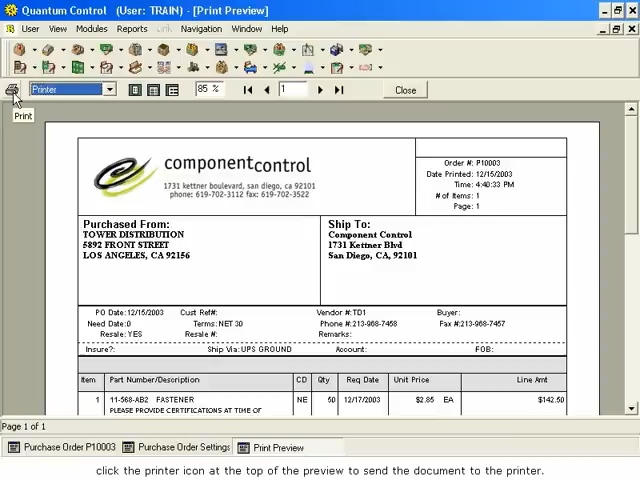 Quantum Control (User: TRAIN) - [Print Preview]
User View Modules Reports Link Navigation Window Help
Printer 85 % 1 Close
Print
componentcontrol
1731 kettner boulevard, san diego, ca 92101
phone: 619-702-3112 fax: 619-702-3522
Order #: P10003
Date Printed: 12/15/2003
Time: 4:40:33 PM
# of Items: 1
Page: 1
Purchased From: Ship To:
TOWER DISTRIBUTION Component Control
5892 FRONT STREET 1731 Kettner Blvd
LOS ANGELES, CA 92156 San Diego, CA, 92101
PO Date:12/15/2003 Cust Ref#: Vendor #:TD1 Buyer:
Need Date:0 Terms: NET 30 Phone #:213-968-7458 Fax #:213-968-7457
Resale: YES Resale #: Remarks:
Insure?: Ship Via: UPS GROUND Account: FOB:
Item Part Number/Description CD Qty Req Date Unit Price Line Amt
1 11-568-AB2 FASTENER NE 50 12/17/2003 $2.85 EA $142.50
PLEASE PROVIDE CERTIFICATIONS AT TIME OF
Page 1 of 1
Purchase Order P10003 Purchase Order Settings Print Preview
click the printer icon at the top of the preview to send the document to the printer.